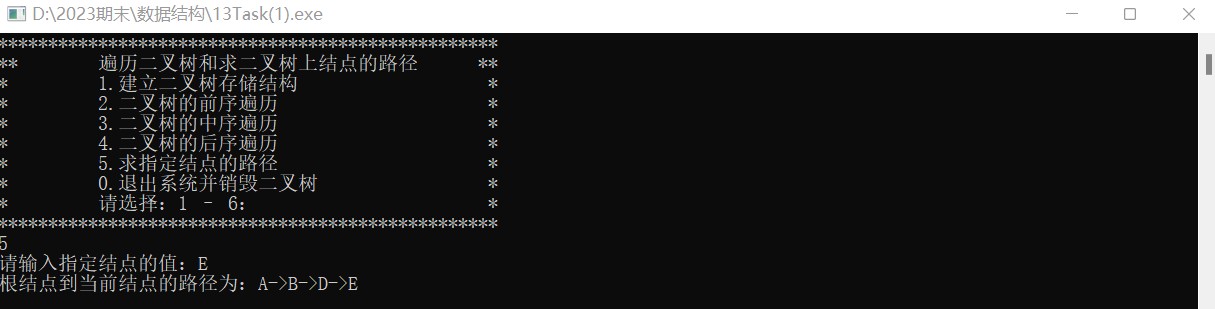 D:\2023期末\数据结构\13Task(1).exe
**************************************************
** 遍历二叉树和求二叉树上结点的路径 **
* 1.建立二叉树存储结构 *
* 2.二叉树的前序遍历 *
* 3.二叉树的中序遍历 *
* 4.二叉树的后序遍历 *
* 5.求指定结点的路径 *
* 0.退出系统并销毁二叉树 *
* 请选择: 1 - 6: *
**************************************************
5
请输入指定结点的值: E
根结点到当前结点的路径为: A->B->D->E